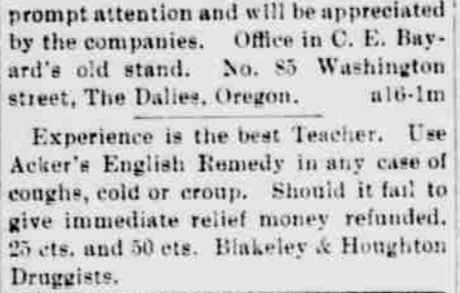 prompt attention and will be appreciated
by the companies. Office in C. E. Bay-
ard's old stand. No. 85 Washington
street, The Dalles, Oregon. a16-1m
Experience is the best Teacher. Use
Acker's English Remedy in any case of
coughs, cold or croup. Should it fail to
give immediate relief money refunded.
25 cts. and 50 cts. Blakeley & Houghton
Druggists.